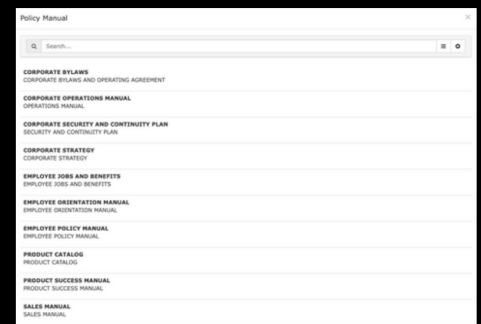 Policy Manual
Search...
CORPORATE BYLAWS
CORPORATE BYLAWS AND OPERATING AGREEMENT
CORPORATE OPERATIONS MANUAL
OPERATIONS MANUAL
CORPORATE SECURITY AND CONTINUITY PLAN
SECURITY AND CONTINUITY PLAN
CORPORATE STRATEGY
CORPORATE STRATEGY
EMPLOYEE JOBS AND BENEFITS
EMPLOYEE JOBS AND BENEFITS
EMPLOYEE ORIENTATION MANUAL
EMPLOYEE ORIENTATION MANUAL
EMPLOYEE POLICY MANUAL
EMPLOYEE POLICY MANUAL
PRODUCT CATALOG
PRODUCT CATALOG
PRODUCT SUCCESS MANUAL
PRODUCT SUCCESS MANUAL
SALES MANUAL
SALES MANUAL